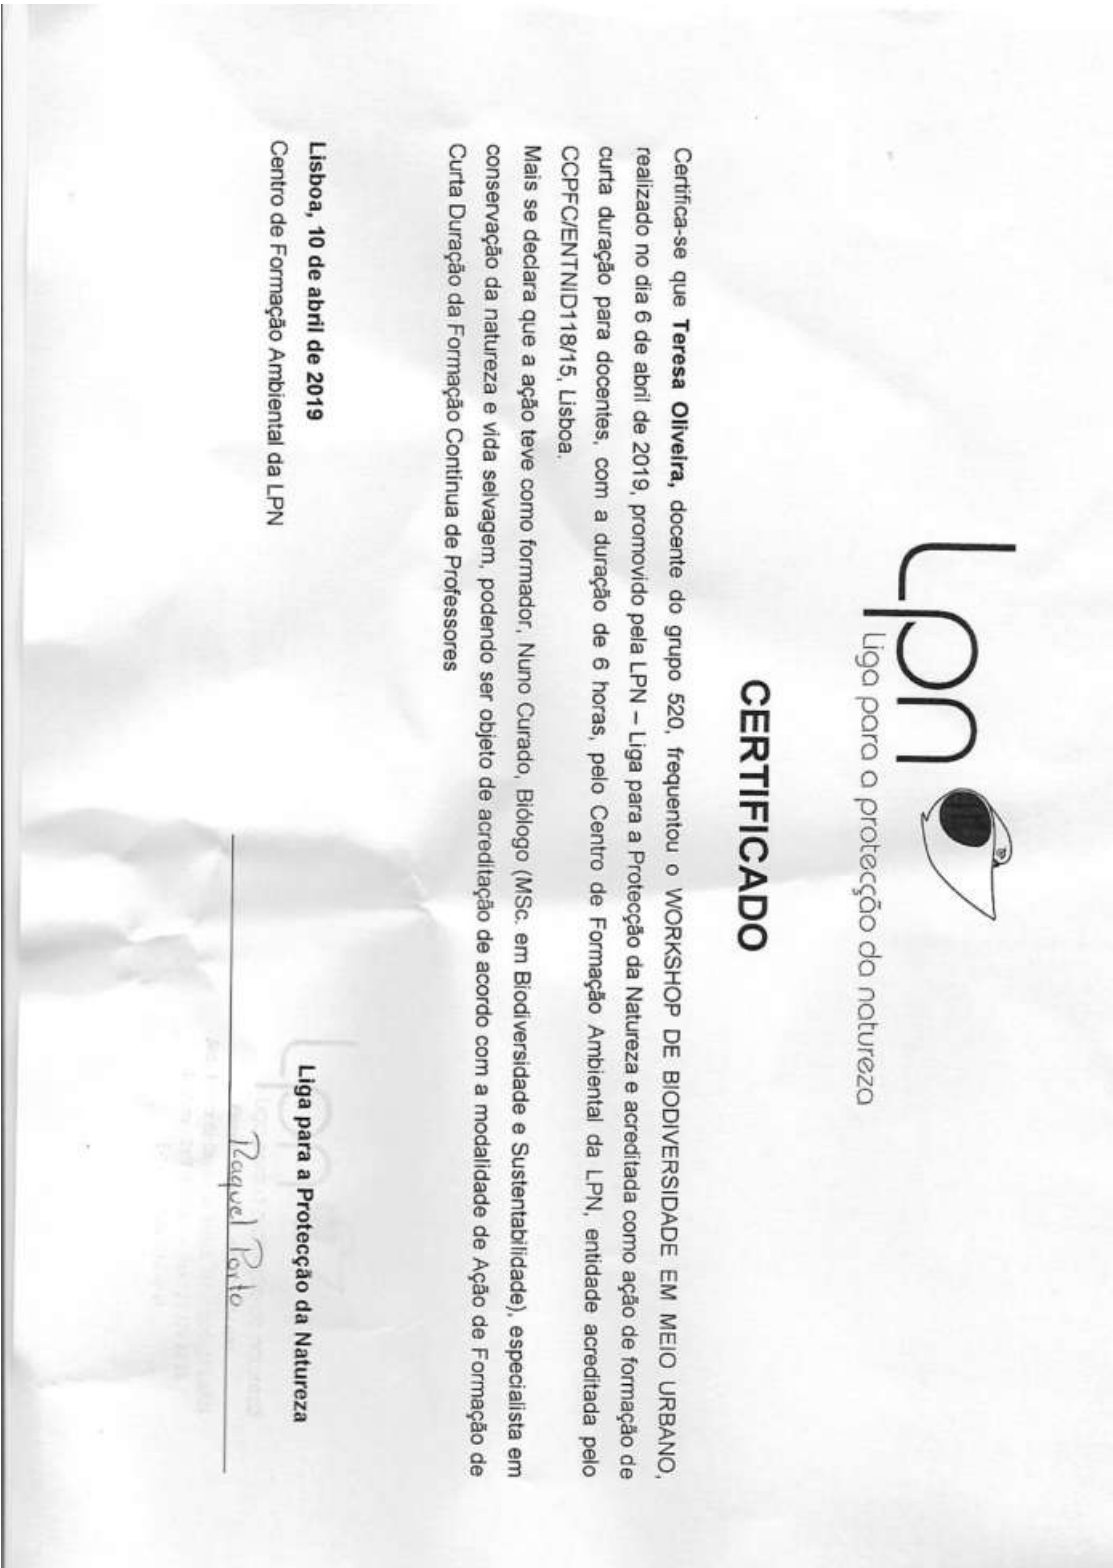 Lpn
Liga para a protecção da natureza
CERTIFICADO
Certifica-se que Teresa Oliveira, docente do grupo 520, frequentou o WORKSHOP DE BIODIVERSIDADE EM MEIO URBANO,
realizado no dia 6 de abril de 2019, promovido pela LPN – Liga para a Protecção da Natureza e acreditada como ação de formação de
curta duração para docentes, com a duração de 6 horas, pelo Centro de Formação Ambiental da LPN, entidade acreditada pelo
CCPFC/ENTNID118/15, Lisboa.
Mais se declara que a ação teve como formador, Nuno Curado, Biólogo (MSc. em Biodiversidade e Sustentabilidade), especialista em
conservação da natureza e vida selvagem, podendo ser objeto de acreditação de acordo com a modalidade de Ação de Formação de
Curta Duração da Formação Contínua de Professores
Lisboa, 10 de abril de 2019
Centro de Formação Ambiental da LPN
Liga para a Protecção da Natureza
Raquel Porto